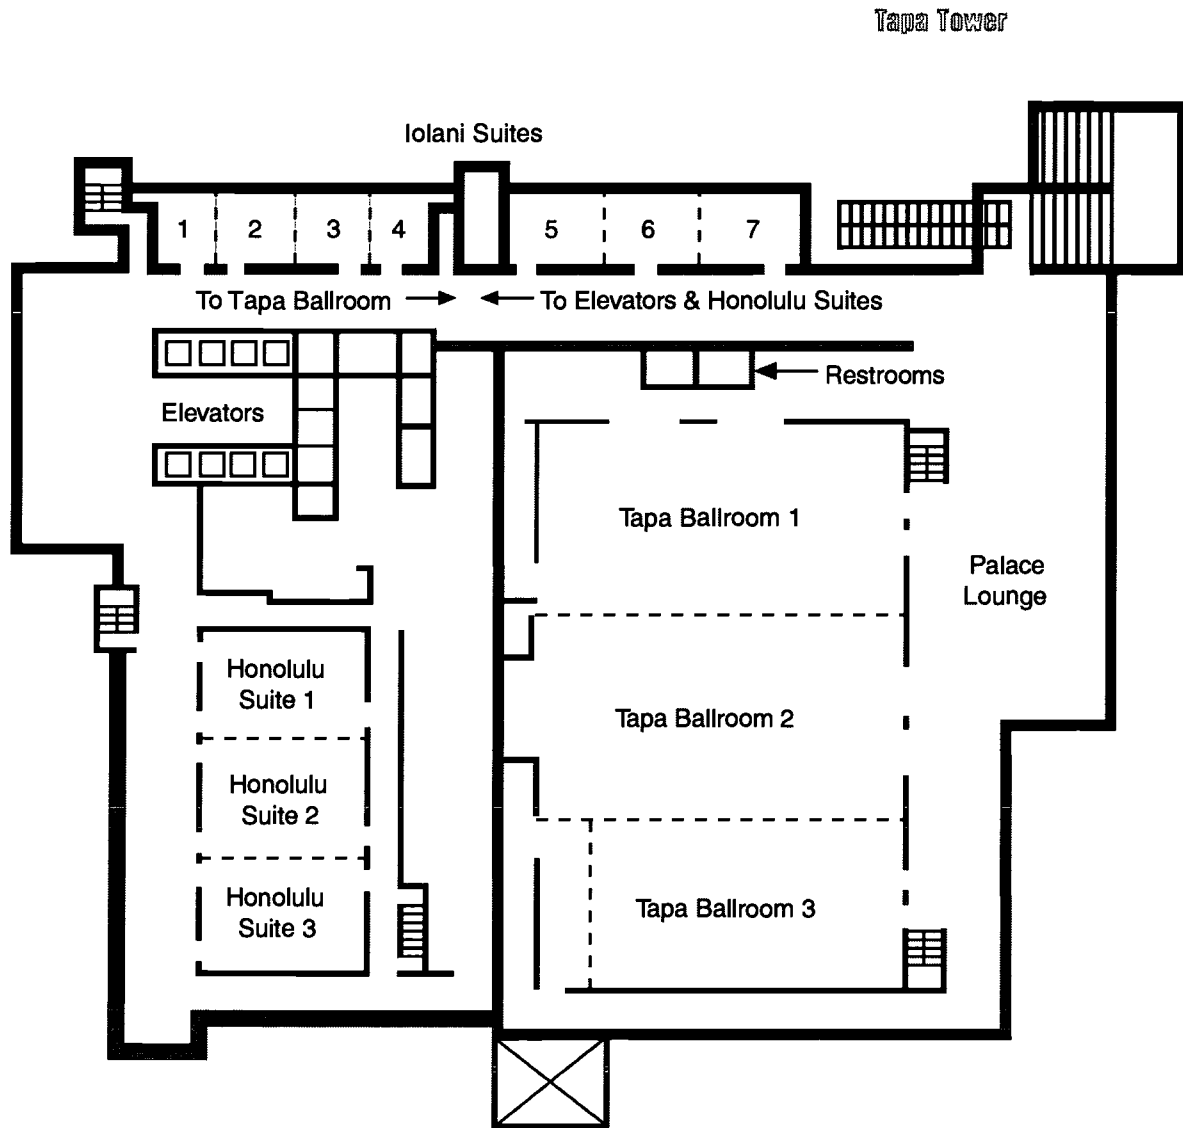 Tapa Tower
Iolani Suites
1 2 3 4 5 6 7
To Tapa Ballroom
To Elevators & Honolulu Suites
Restrooms
Elevators
Tapa Ballroom 1
Palace
Lounge
Honolulu
Suite 1
Tapa Ballroom 2
Honolulu
Suite 2
Honolulu
Suite 3
Tapa Ballroom 3